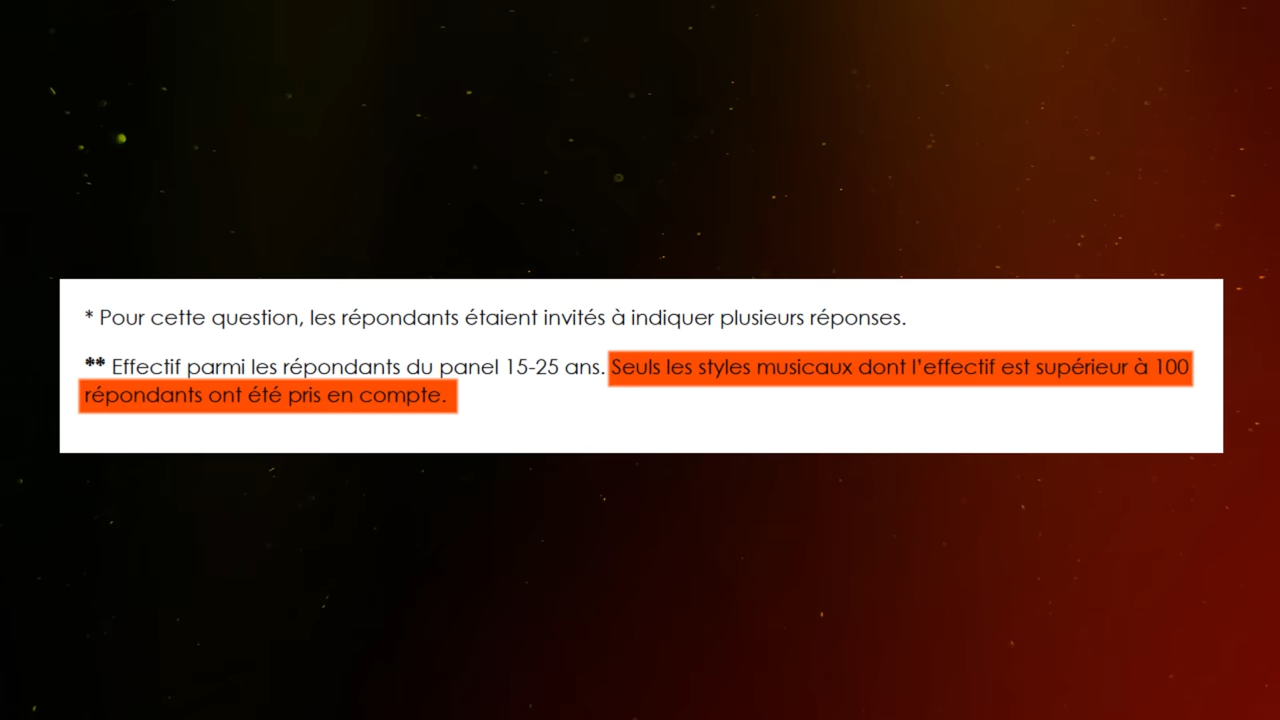 * Pour cette question, les répondants étaient invités à indiquer plusieurs réponses.
** Effectif parmi les répondants du panel 15-25 ans. Seuls les styles musicaux dont l’effectif est supérieur à 100
répondants ont été pris en compte.